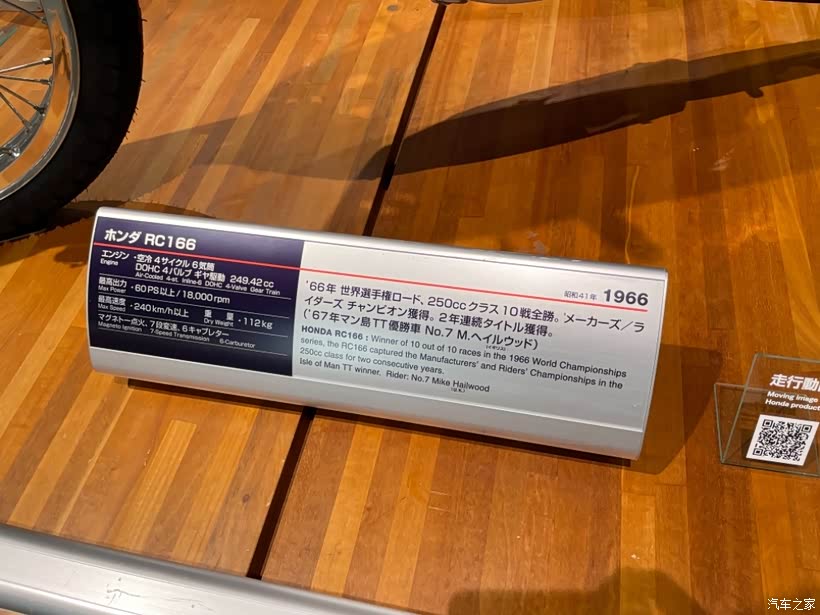 ホンダ RC166
エンジン・空冷 4サイクル 6気筒
Engine
DOHC 4バルブ ギヤ駆動 249.42cc
Air-Cooled 4-st. Inline-6 DOHC 4-Valve Gear Train
最高出力・60PS以上/18,000rpm
Max Power
最高速度・240km/h以上 重量・112kg
Max Speed Dry Weight
マグネトー点火、7段変速、6キャブレター
Magneto Ignition 7-Speed Transmission 6-Carburetor
昭和41年 1966
'66年 世界選手権ロード、250ccクラス10戦全勝。メーカーズ/ラ
イダーズ チャンピオン獲得。2年連続タイトル獲得。
('67年マン島TT優勝車 No.7 M.ヘイルウッド)
(イギリス)
HONDA RC166 : Winner of 10 out of 10 races in the 1966 World Championships
series, the RC166 captured the Manufacturers' and Riders' Championships in the
250cc class for two consecutive years.
Isle of Man TT winner. Rider: No.7 Mike Hailwood
走行動
Moving image
Honda product
汽车之家